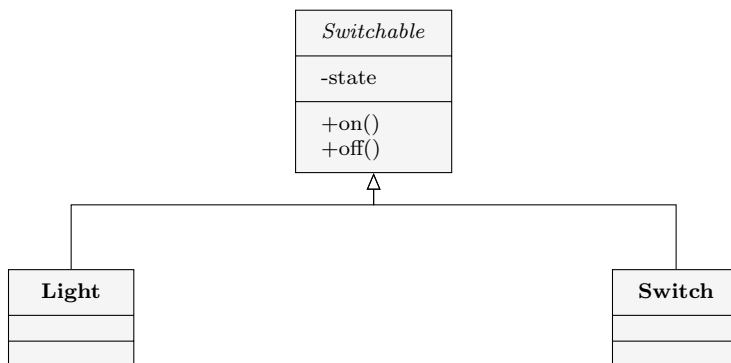 Switchable
-state
+on()
+off()
Light
Switch